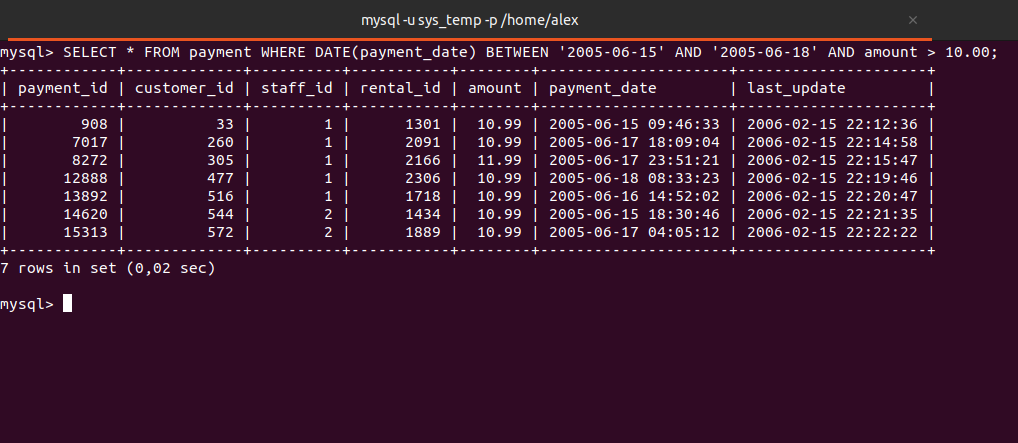 mysql -u sys_temp -p /home/alex ×
mysql> SELECT * FROM payment WHERE DATE(payment_date) BETWEEN '2005-06-15' AND '2005-06-18' AND amount > 10.00;
+------------+-------------+----------+-----------+--------+---------------------+---------------------+
| payment_id | customer_id | staff_id | rental_id | amount | payment_date        | last_update         |
+------------+-------------+----------+-----------+--------+---------------------+---------------------+
|        908 |          33 |        1 |      1301 |  10.99 | 2005-06-15 09:46:33 | 2006-02-15 22:12:36 |
|       7017 |         260 |        1 |      2091 |  10.99 | 2005-06-17 18:09:04 | 2006-02-15 22:14:58 |
|       8272 |         305 |        1 |      2166 |  11.99 | 2005-06-17 23:51:21 | 2006-02-15 22:15:47 |
|      12888 |         477 |        1 |      2306 |  10.99 | 2005-06-18 08:33:23 | 2006-02-15 22:19:46 |
|      13892 |         516 |        1 |      1718 |  10.99 | 2005-06-16 14:52:02 | 2006-02-15 22:20:47 |
|      14620 |         544 |        2 |      1434 |  10.99 | 2005-06-15 18:30:46 | 2006-02-15 22:21:35 |
|      15313 |         572 |        2 |      1889 |  10.99 | 2005-06-17 04:05:12 | 2006-02-15 22:22:22 |
+------------+-------------+----------+-----------+--------+---------------------+---------------------+
7 rows in set (0,02 sec)
mysql>